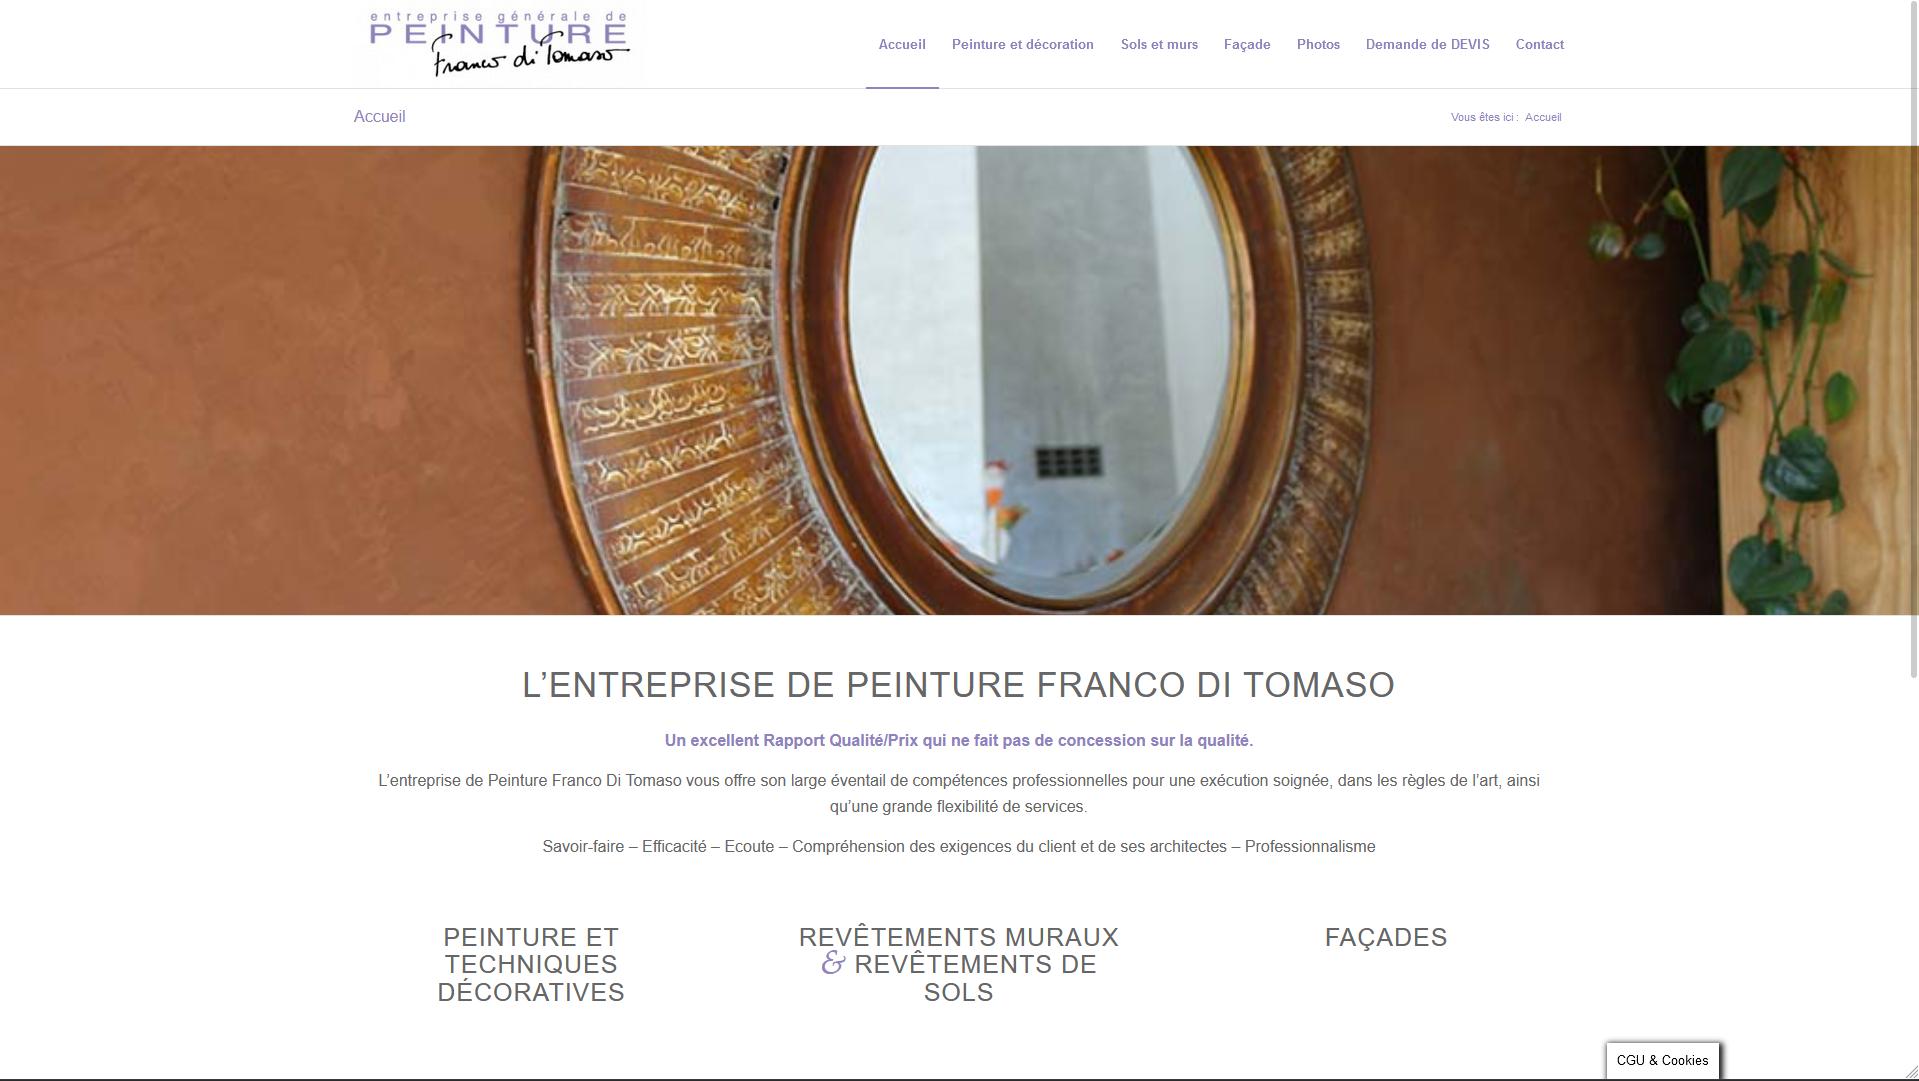 entreprise générale de
PEINTURE
Franco di Tomaso
Accueil
Peinture et décoration
Sols et murs
Façade
Photos
Demande de DEVIS
Contact
Accueil
Vous êtes ici : Accueil
L’ENTREPRISE DE PEINTURE FRANCO DI TOMASO
Un excellent Rapport Qualité/Prix qui ne fait pas de concession sur la qualité.
L’entreprise de Peinture Franco Di Tomaso vous offre son large éventail de compétences professionnelles pour une exécution soignée, dans les règles de l’art, ainsi
qu’une grande flexibilité de services.
Savoir-faire – Efficacité – Ecoute – Compréhension des exigences du client et de ses architectes – Professionnalisme
PEINTURE ET
TECHNIQUES
DÉCORATIVES
REVÊTEMENTS MURAUX
& REVÊTEMENTS DE
SOLS
FAÇADES
CGU & Cookies